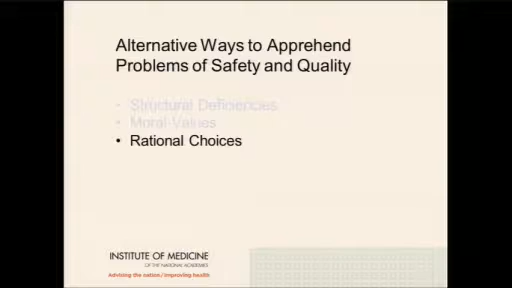 Alternative Ways to Apprehend
Problems of Safety and Quality
• Structural Deficiencies
• Moral-Values
• Rational Choices
INSTITUTE OF MEDICINE
OF THE NATIONAL ACADEMIES
Advising the nation / Improving health